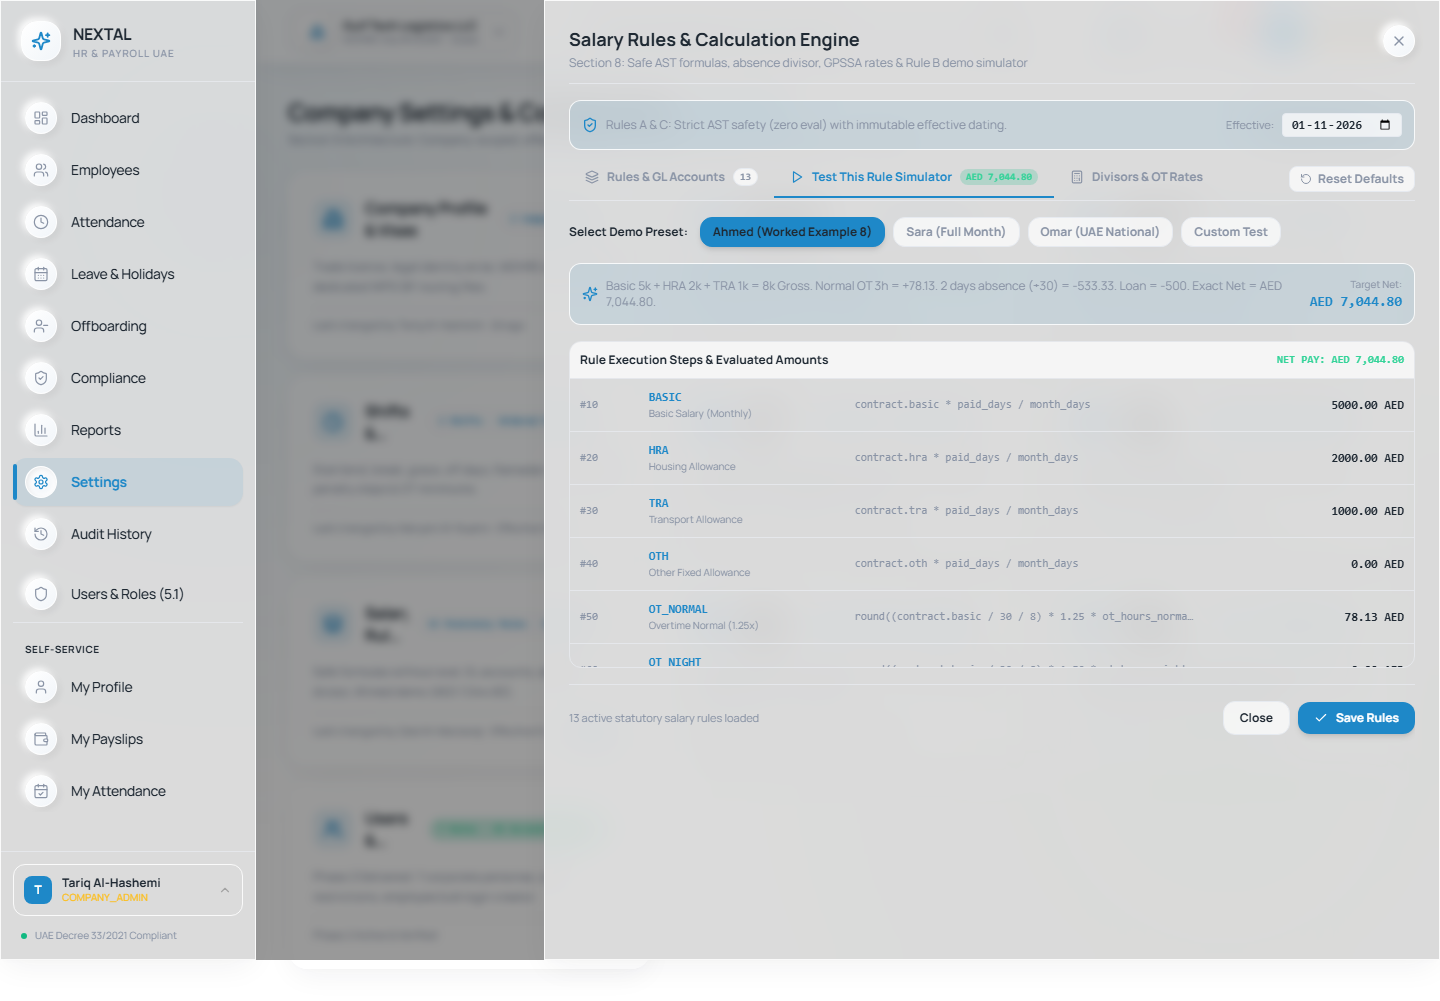 NEXTAL
HR & PAYROLL UAE
Dashboard
Employees
Attendance
Leave & Holidays
Offboarding
Compliance
Reports
Settings
Audit History
Users & Roles (5.1)
SELF-SERVICE
My Profile
My Payslips
My Attendance
T
Tariq Al-Hashemi
COMPANY_ADMIN
UAE Decree 33/2021 Compliant
Company Settings & Co
Company Profile
Salary Rules & Calculation Engine
Section 8: Safe AST formulas, absence divisor, GPSSA rates & Rule B demo simulator
Rules A & C: Strict AST safety (zero eval) with immutable effective dating.
Effective: 01-11-2026
Rules & GL Accounts 13
Test This Rule Simulator AED 7,044.80
Divisors & OT Rates
Reset Defaults
Select Demo Preset: Ahmed (Worked Example 8) Sara (Full Month) Omar (UAE National) Custom Test
Basic 5k + HRA 2k + TRA 1k = 8k Gross. Normal OT 3h = +78.13. 2 days absence (÷30) = -533.33. Loan = -500. Exact Net = AED
7,044.80.
Target Net:
AED 7,044.80
Rule Execution Steps & Evaluated Amounts NET PAY: AED 7,044.80
#10 BASIC contract.basic * paid_days / month_days 5000.00 AED
Basic Salary (Monthly)
#20 HRA contract.hra * paid_days / month_days 2000.00 AED
Housing Allowance
#30 TRA contract.tra * paid_days / month_days 1000.00 AED
Transport Allowance
#40 OTH contract.oth * paid_days / month_days 0.00 AED
Other Fixed Allowance
#50 OT_NORMAL round((contract.basic / 30 / 8) * 1.25 * ot_hours_norma… 78.13 AED
Overtime Normal (1.25x)
OT_NIGHT
13 active statutory salary rules loaded
Close
Save Rules